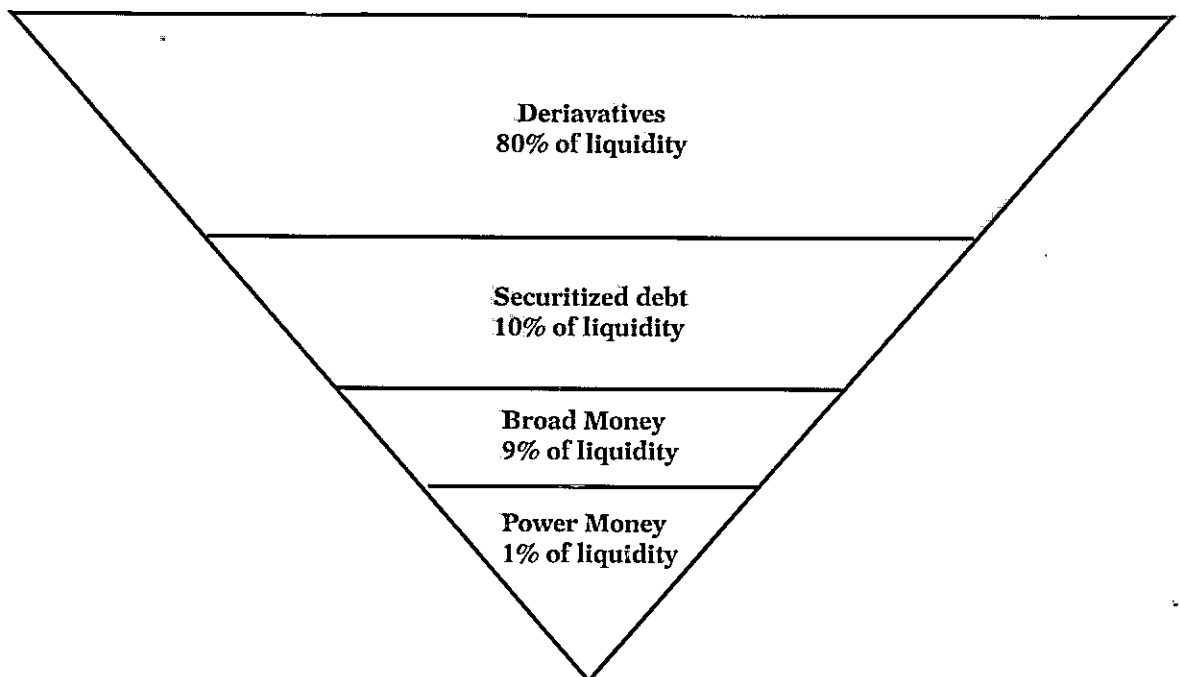 Deriavatives
80% of liquidity
Securitized debt
10% of liquidity
Broad Money
9% of liquidity
Power Money
1% of liquidity